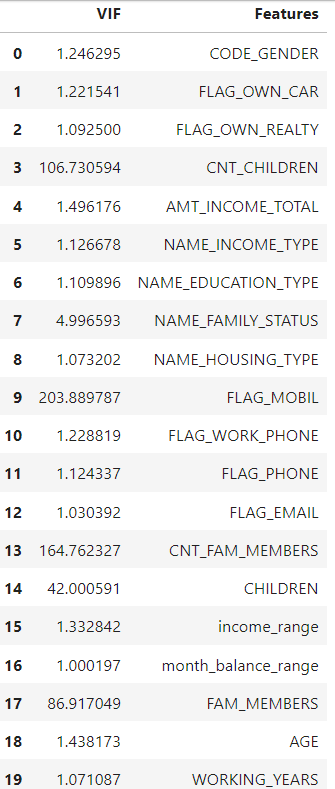 VIF Features
0 1.246295 CODE_GENDER
1 1.221541 FLAG_OWN_CAR
2 1.092500 FLAG_OWN_REALTY
3 106.730594 CNT_CHILDREN
4 1.496176 AMT_INCOME_TOTAL
5 1.126678 NAME_INCOME_TYPE
6 1.109896 NAME_EDUCATION_TYPE
7 4.996593 NAME_FAMILY_STATUS
8 1.073202 NAME_HOUSING_TYPE
9 203.889787 FLAG_MOBIL
10 1.228819 FLAG_WORK_PHONE
11 1.124337 FLAG_PHONE
12 1.030392 FLAG_EMAIL
13 164.762327 CNT_FAM_MEMBERS
14 42.000591 CHILDREN
15 1.332842 income_range
16 1.000197 month_balance_range
17 86.917049 FAM_MEMBERS
18 1.438173 AGE
19 1.071087 WORKING_YEARS